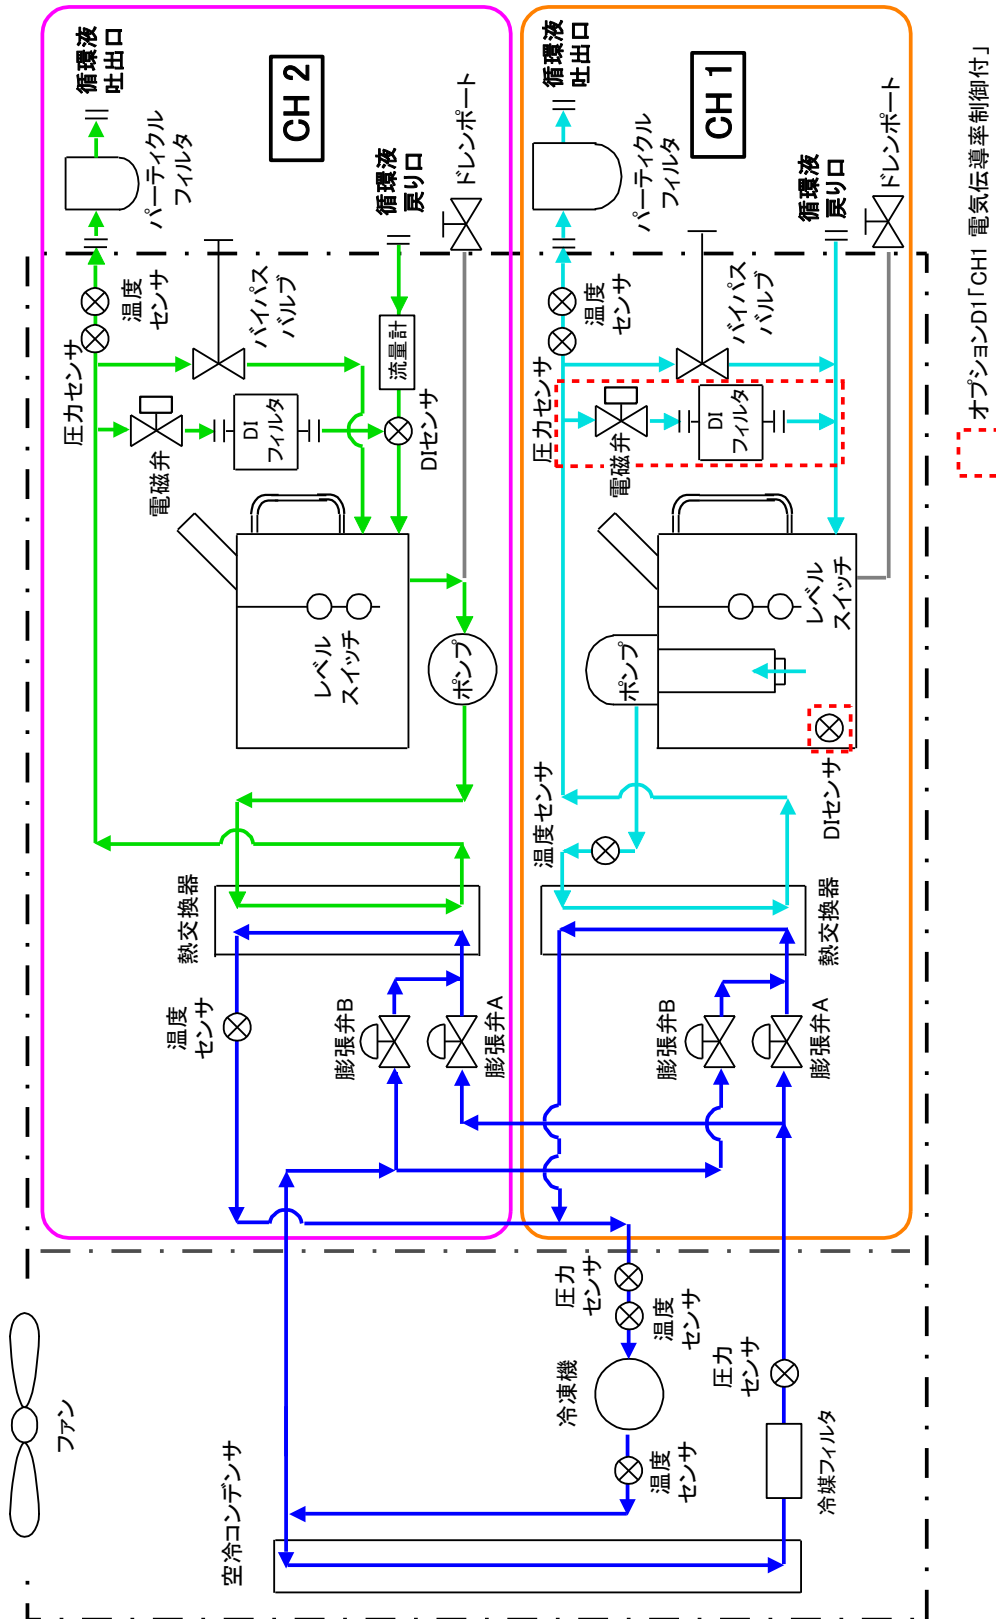 ファン
空冷コンデンサ
温度
センサ
冷凍機
圧力
センサ
温度
センサ
圧力
センサ
冷媒フィルタ
熱交換器
温度
センサ
膨張弁B
膨張弁A
圧力センサ
温度
センサ
循環液
吐出口
パーティクル
フィルタ
CH 2
バイパス
バルブ
電磁弁
DI
フィルタ
流量計
DIセンサ
循環液
戻り口
ドレンポート
レベル
スイッチ
ポンプ
熱交換器
膨張弁B
膨張弁A
温度センサ
圧力センサ
温度
センサ
循環液
吐出口
パーティクル
フィルタ
CH 1
バイパス
バルブ
電磁弁
DI
フィルタ
循環液
戻り口
ドレンポート
ポンプ
レベル
スイッチ
DIセンサ
オプションD1「CH1 電気伝導率制御付」